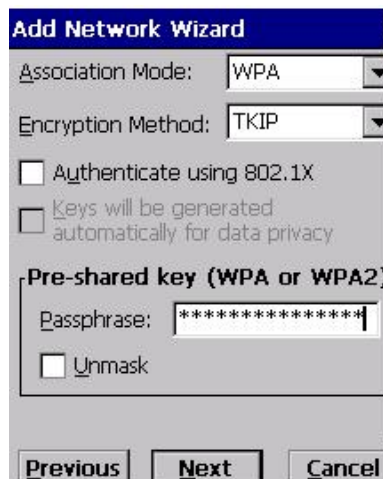 Add Network Wizard
Association Mode: WPA
Encryption Method: TKIP
Authenticate using 802.1X
Keys will be generated
automatically for data privacy
Pre-shared key (WPA or WPA2)
Passphrase: ***************
Unmask
Previous Next Cancel